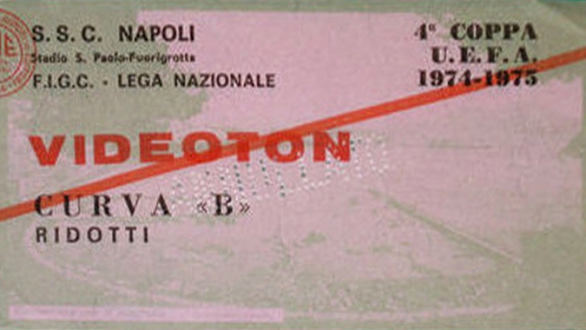 S.S.C. NAPOLI
Stadio S. Paolo-Fuorigrotta
F.I.G.C. - LEGA NAZIONALE
4ª COPPA
U.E.F.A.
1974-1975
VIDEOTON
CURVA «B»
RIDOTTI